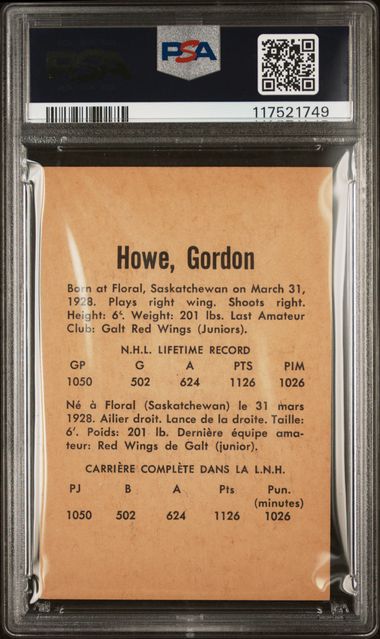 PSA
117521749
Howe, Gordon
Born at Floral, Saskatchewan on March 31,
1928. Plays right wing. Shoots right.
Height: 6'. Weight: 201 lbs. Last Amateur
Club: Galt Red Wings (Juniors).
N.H.L. LIFETIME RECORD
GP G A PTS PIM
1050 502 624 1126 1026
Né à Floral (Saskatchewan) le 31 mars
1928. Ailier droit. Lance de la droite. Taille:
6'. Poids: 201 lb. Dernière équipe ama-
teur: Red Wings de Galt (junior).
CARRIÈRE COMPLÈTE DANS LA L.N.H.
PJ B A Pts Pun.
(minutes)
1050 502 624 1126 1026